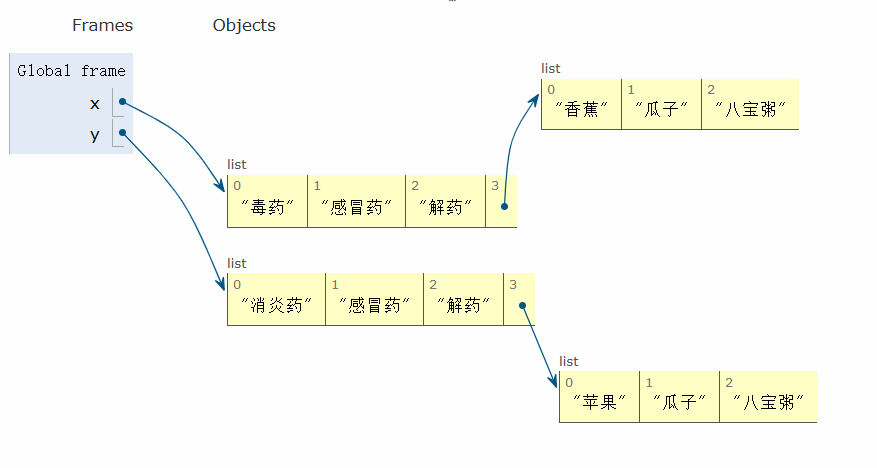 Frames Objects
Global frame
x
y
list
0 1 2
"香蕉" "瓜子" "八宝粥"
list
0 1 2 3
"毒药" "感冒药" "解药"
list
0 1 2 3
"消炎药" "感冒药" "解药"
list
0 1 2
"苹果" "瓜子" "八宝粥"